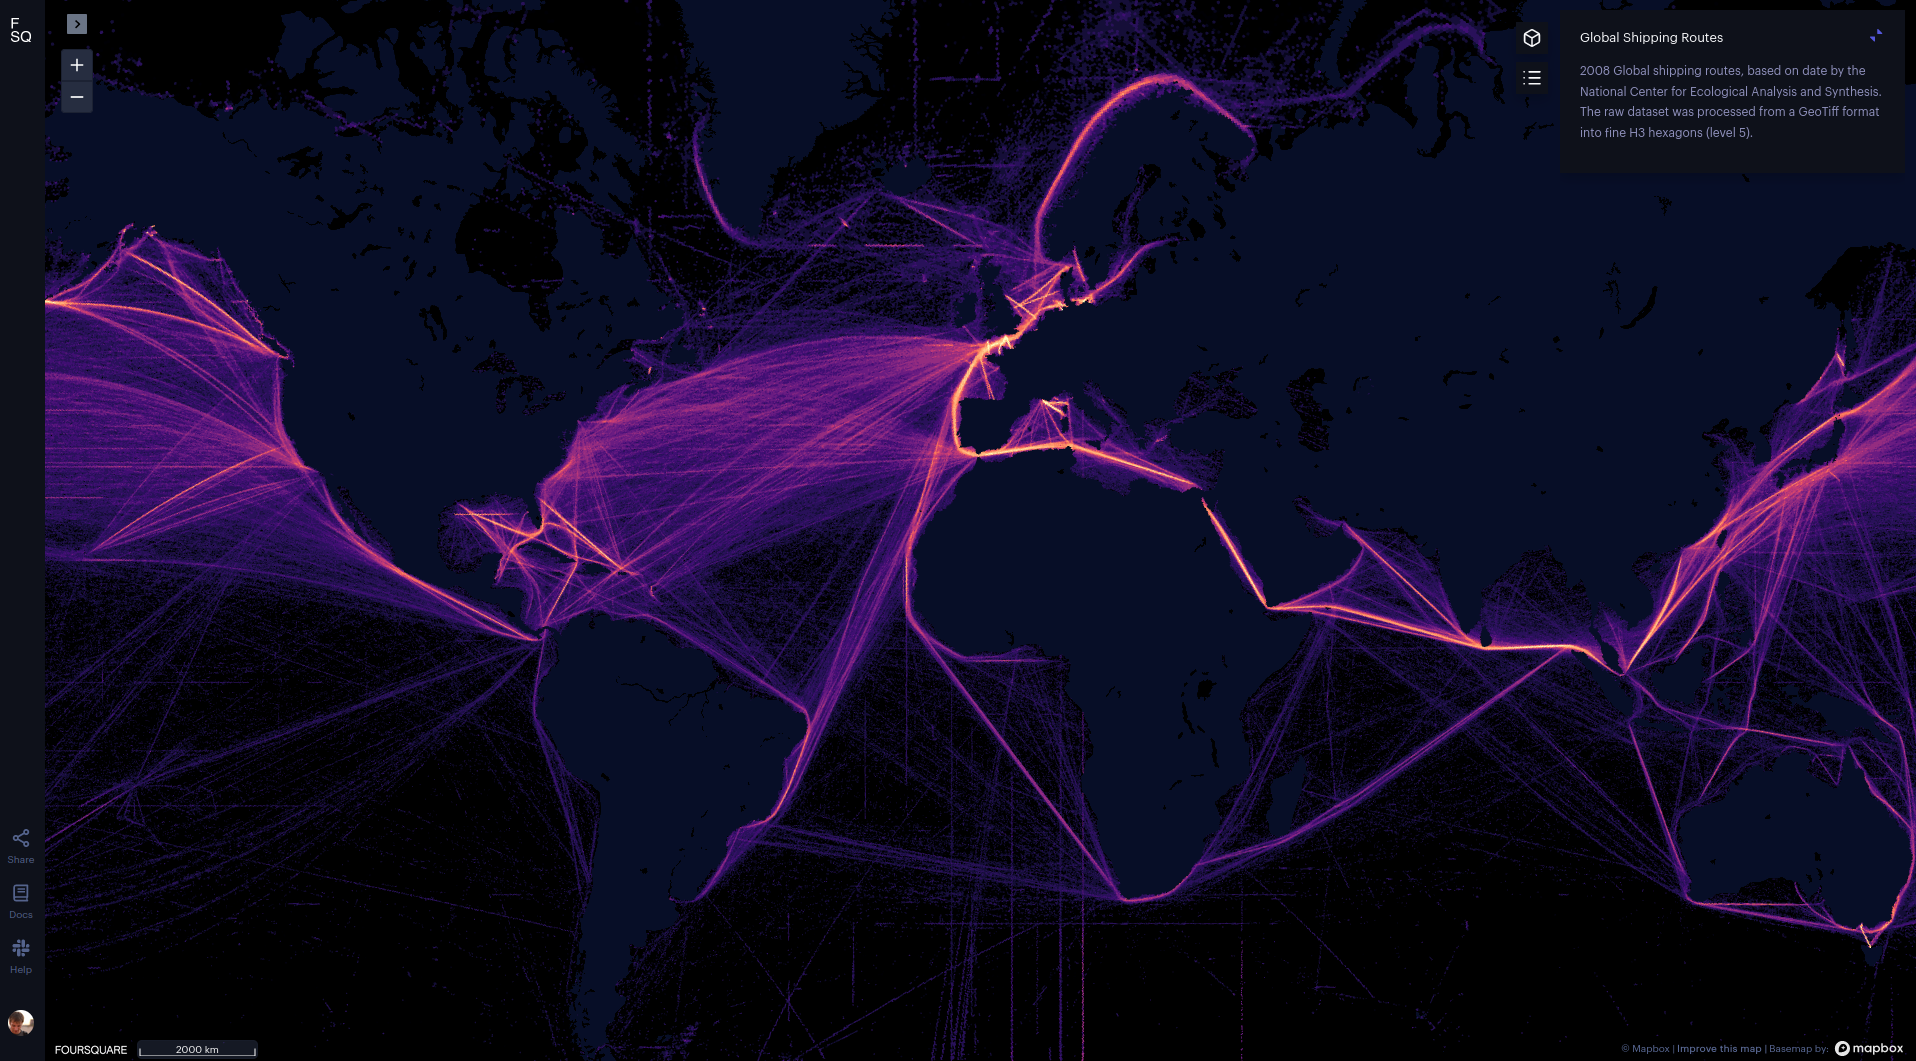 F
SQ
Global Shipping Routes
2008 Global shipping routes, based on date by the
National Center for Ecological Analysis and Synthesis.
The raw dataset was processed from a GeoTiff format
into fine H3 hexagons (level 5).
Share
Docs
Help
FOURSQUARE
2000 km
© Mapbox | Improve this map | Basemap by: mapbox